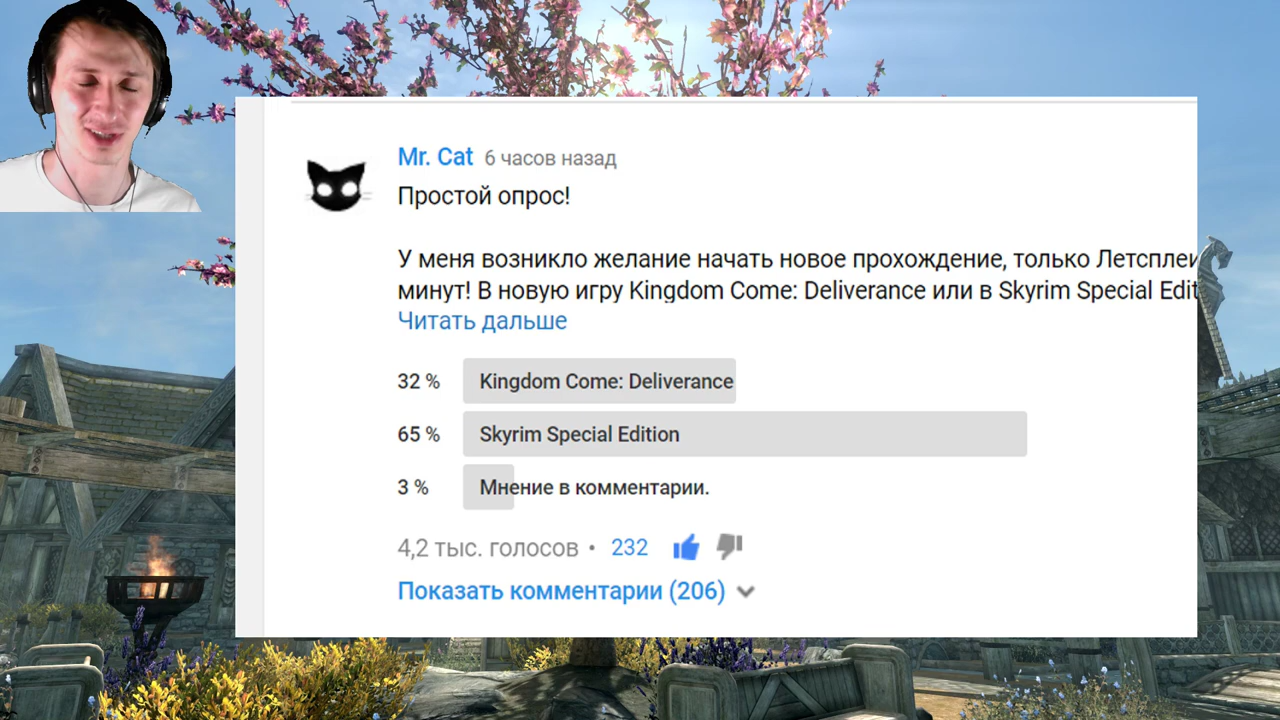 Mr. Cat 6 часов назад
Простой опрос!
У меня возникло желание начать новое прохождение, только
минут! В новую игру Kingdom Come: Deliverance или в Skyrim Special
Читать дальше
32 % Kingdom Come: Deliverance
65 % Skyrim Special Edition
3 % Мнение в комментарии.
4,2 тыс. голосов • 232
Показать комментарии (206)